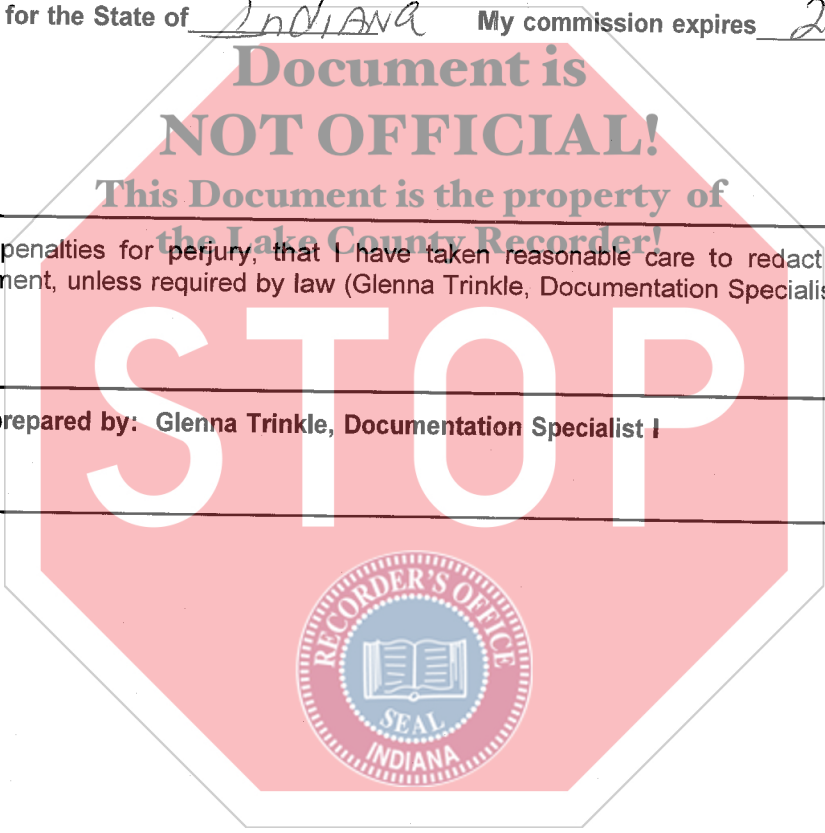 for the State of Indiana My commission expires 2
Document is
NOT OFFICIAL!
This Document is the property of
the Lake County Recorder!
penalties for perjury, that I have taken reasonable care to redact
ment, unless required by law (Glenna Trinkle, Documentation Specialis
STOP
prepared by: Glenna Trinkle, Documentation Specialist I
RECORDER'S OFFICE
SEAL
INDIANA